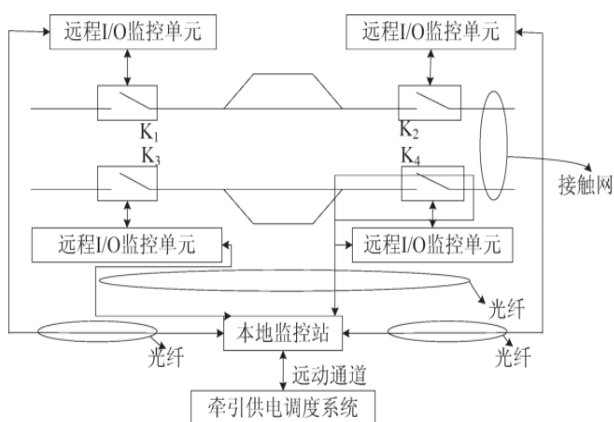 远程I/O监控单元
远程I/O监控单元
K1
K2
K3
K4
接触网
远程I/O监控单元
远程I/O监控单元
光纤
本地监控站
光纤
光纤
远动通道
牵引供电调度系统